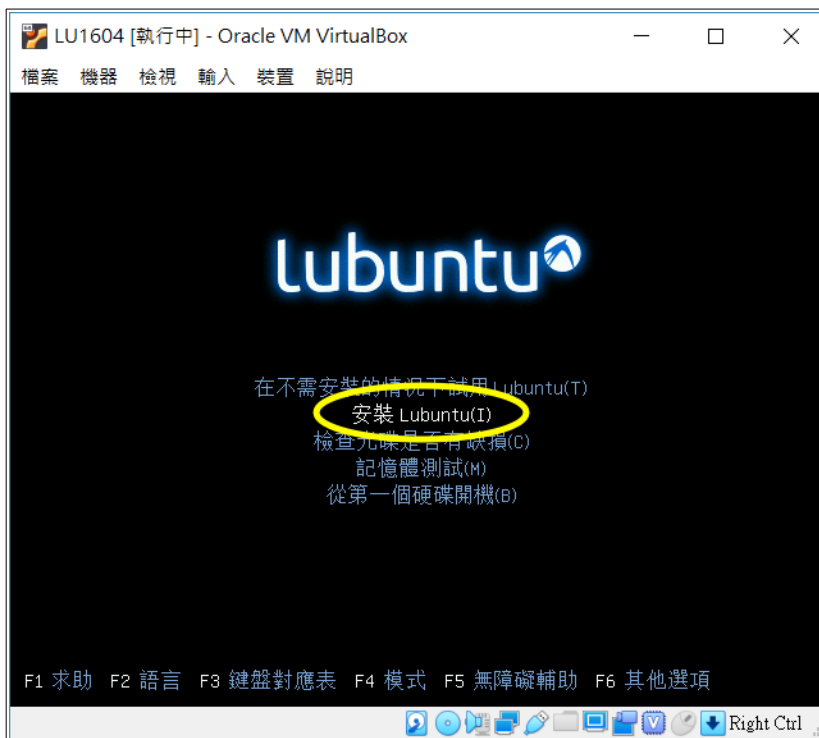 LU1604 [執行中] - Oracle VM VirtualBox
檔案 機器 檢視 輸入 裝置 說明
lubuntu
在不需安裝的情況下試用 Lubuntu(T)
安裝 Lubuntu(I)
檢查光碟是否有缺損(C)
記憶體測試(M)
從第一個硬碟開機(B)
F1 求助 F2 語言 F3 鍵盤對應表 F4 模式 F5 無障礙輔助 F6 其他選項
Right Ctrl